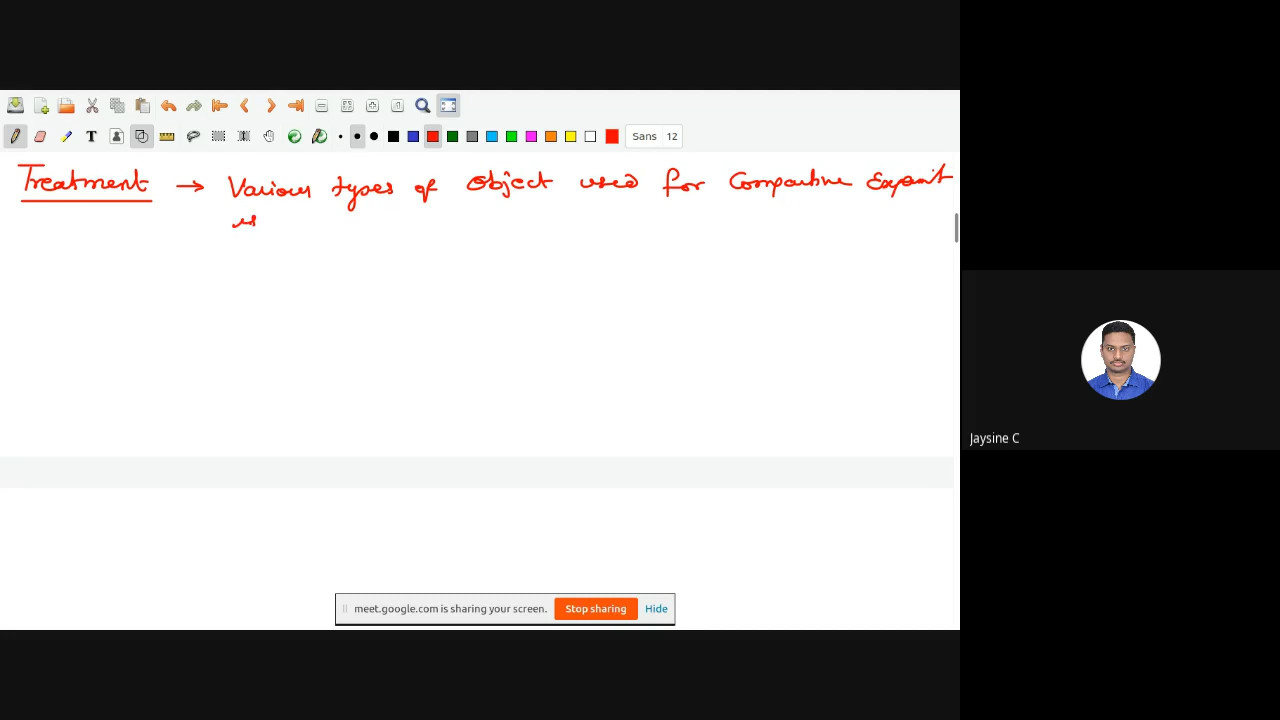 Sans 12
Treatment → Various types of Object used for Comparative Experiment
is
meet.google.com is sharing your screen. Stop sharing Hide
Jaysine C